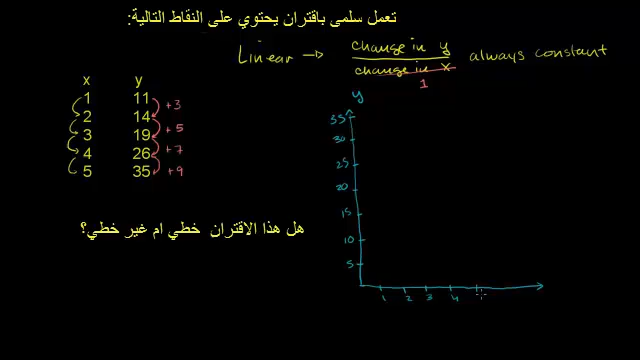 تعمل سلمى باقتران يحتوي على النقاط التالية:
Linear → change in y / change in x always constant
1
x y
1 11
+3
2 14
+5
3 19
+7
4 26
+9
5 35
هل هذا الاقتران خطي ام غير خطي؟
y
35
30
25
20
15
10
5
1 2 3 4